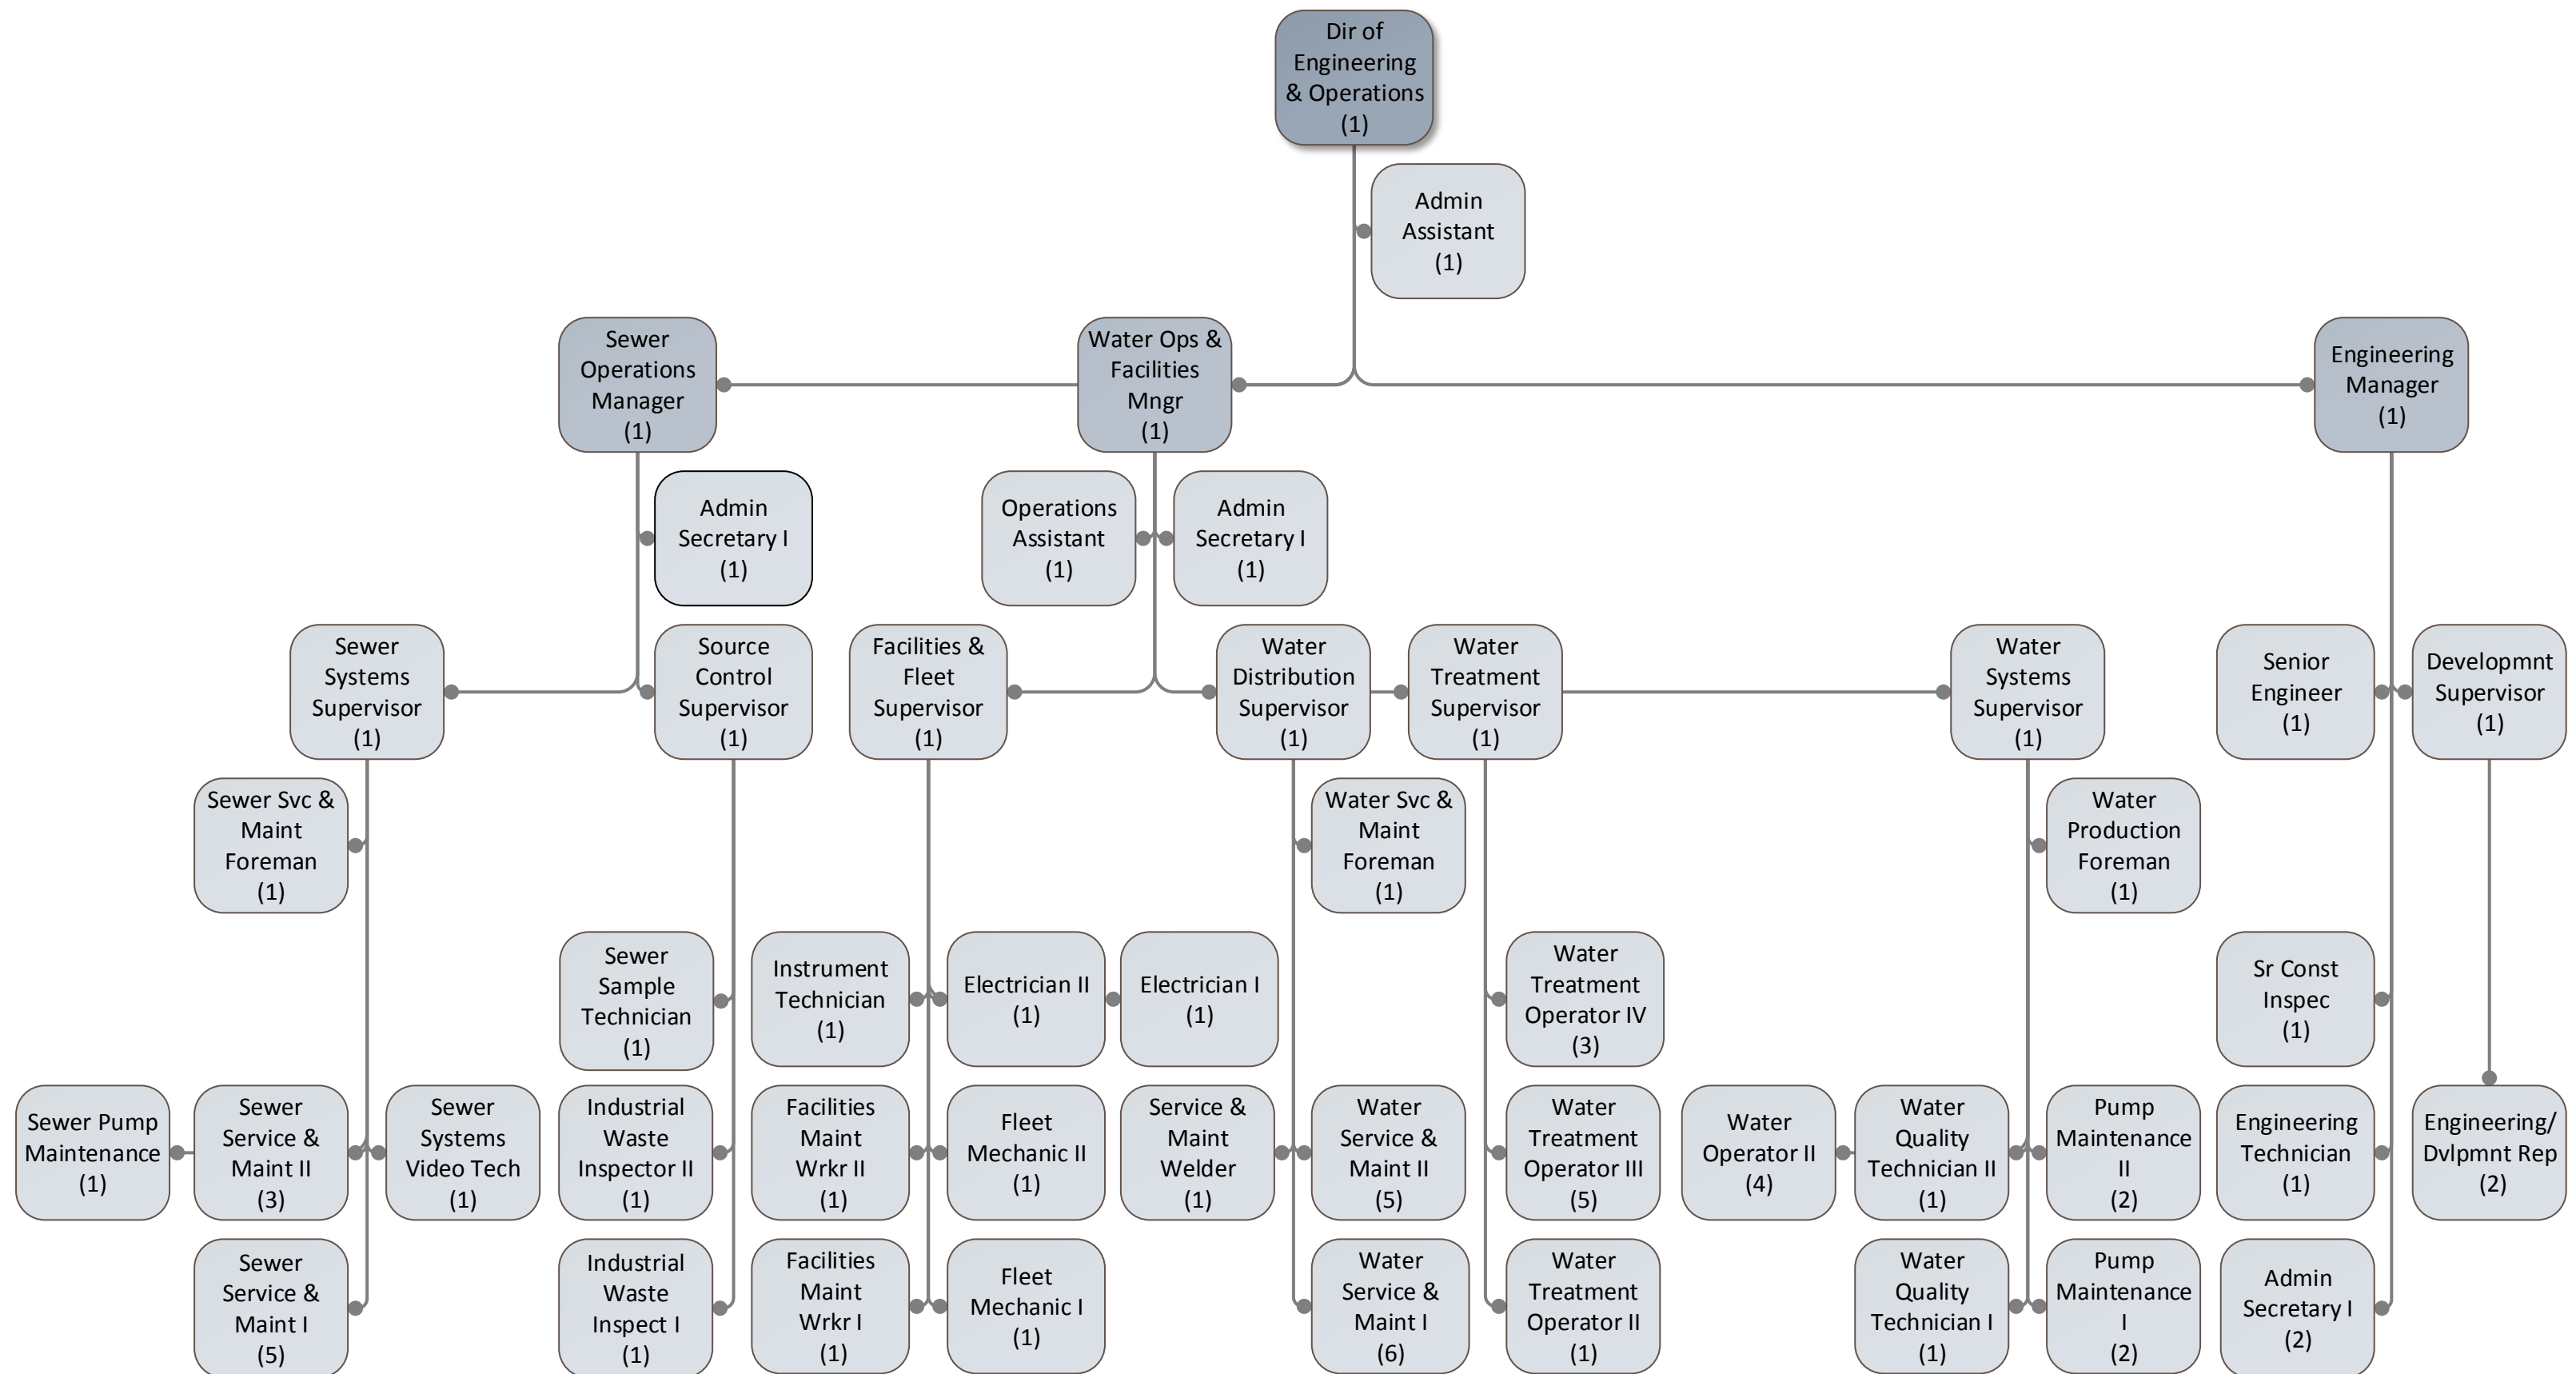 Dir of
Engineering
& Operations
(1)
Admin
Assistant
(1)
Sewer
Operations
Manager
(1)
Water Ops &
Facilities
Mngr
(1)
Engineering
Manager
(1)
Admin
Secretary I
(1)
Operations
Assistant
(1)
Admin
Secretary I
(1)
Sewer
Systems
Supervisor
(1)
Source
Control
Supervisor
(1)
Facilities &
Fleet
Supervisor
(1)
Water
Distribution
Supervisor
(1)
Water
Treatment
Supervisor
(1)
Water
Systems
Supervisor
(1)
Senior
Engineer
(1)
Developmnt
Supervisor
(1)
Sewer Svc &
Maint
Foreman
(1)
Water Svc &
Maint
Foreman
(1)
Water
Production
Foreman
(1)
Sewer
Sample
Technician
(1)
Instrument
Technician
(1)
Electrician II
(1)
Electrician I
(1)
Water
Treatment
Operator IV
(3)
Sr Const
Inspec
(1)
Sewer Pump
Maintenance
(1)
Sewer
Service &
Maint II
(3)
Sewer
Systems
Video Tech
(1)
Industrial
Waste
Inspector II
(1)
Facilities
Maint
Wrkr II
(1)
Fleet
Mechanic II
(1)
Service &
Maint
Welder
(1)
Water
Service &
Maint II
(5)
Water
Treatment
Operator III
(5)
Water
Operator II
(4)
Water
Quality
Technician II
(1)
Pump
Maintenance
II
(2)
Engineering
Technician
(1)
Engineering/
Dvlpmnt Rep
(2)
Sewer
Service &
Maint I
(5)
Industrial
Waste
Inspect I
(1)
Facilities
Maint
Wrkr I
(1)
Fleet
Mechanic I
(1)
Water
Service &
Maint I
(6)
Water
Treatment
Operator II
(1)
Water
Quality
Technician I
(1)
Pump
Maintenance
I
(2)
Admin
Secretary I
(2)